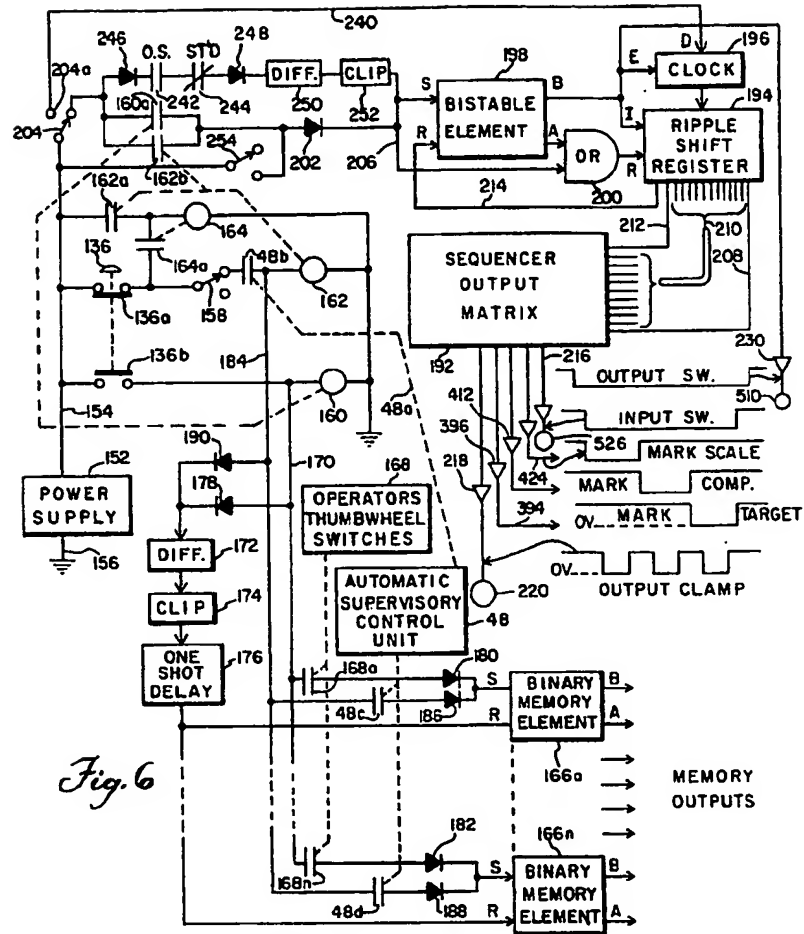 240
246
O.S.
STD
248
D
196
204a
160a
242
244
DIFF.
250
CLIP
252
198
S
BISTABLE
ELEMENT
B
R
A
E
CLOCK
I
194
RIPPLE
SHIFT
REGISTER
R
204
254
202
206
OR
200
214
162b
162a
164
164a
136
136a
158
48b
162
212
210
208
SEQUENCER
OUTPUT
MATRIX
192
216
230
136b
160
184
48a
OUTPUT SW.
510
412
396
218
INPUT SW.
526
424
MARK SCALE
MARK
COMP.
394
OV
MARK
TARGET
OV
OUTPUT CLAMP
220
154
152
POWER
SUPPLY
156
190
178
170
168
OPERATORS
THUMBWHEEL
SWITCHES
DIFF.
172
CLIP
174
ONE
SHOT
DELAY
176
AUTOMATIC
SUPERVISORY
CONTROL
UNIT
48
168a
180
48c
186
S
R
BINARY
MEMORY
ELEMENT
B
A
166a
Fig. 6
MEMORY
OUTPUTS
168n
182
48d
188
166n
S
R
BINARY
MEMORY
ELEMENT
B
A